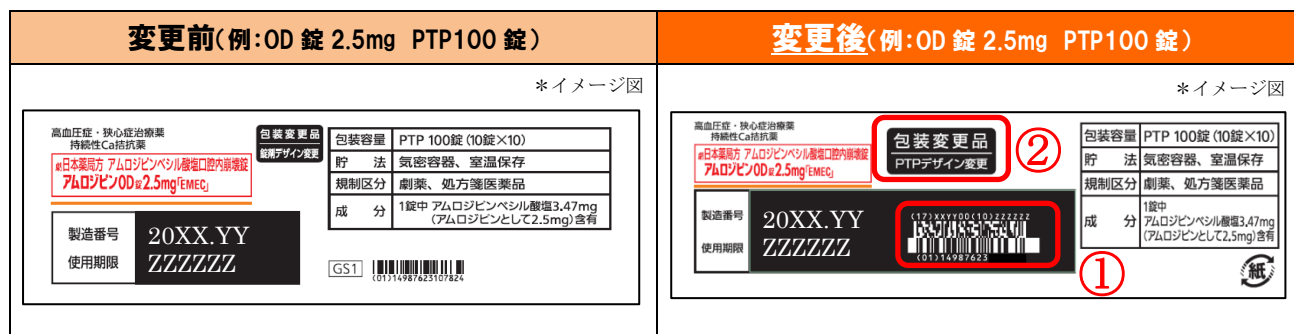 変更前(例:OD 錠 2.5mg PTP100 錠)
*イメージ図
高血圧症・狭心症治療薬
持続性Ca拮抗薬
劇 日本薬局方 アムロジピンベシル酸塩口腔内崩壊錠
アムロジピンOD錠2.5mg「EMEC」
包装変更品
錠剤デザイン変更
製造番号 20XX.YY
使用期限 ZZZZZZ
包装容量 PTP 100錠(10錠×10)
貯法 気密容器、室温保存
規制区分 劇薬、処方箋医薬品
成分 1錠中 アムロジピンベシル酸塩3.47mg
(アムロジピンとして2.5mg)含有
GS1
(01)14987623107824
変更後(例:OD 錠 2.5mg PTP100 錠)
*イメージ図
高血圧症・狭心症治療薬
持続性Ca拮抗薬
劇 日本薬局方 アムロジピンベシル酸塩口腔内崩壊錠
アムロジピンOD錠2.5mg「EMEC」
包装変更品
PTPデザイン変更
②
製造番号 20XX.YY
使用期限 ZZZZZZ
(17)XXYY00(10)ZZZZZZ
(01)14987623
①
包装容量 PTP 100錠(10錠×10)
貯法 気密容器、室温保存
規制区分 劇薬、処方箋医薬品
成分 1錠中
アムロジピンベシル酸塩3.47mg
(アムロジピンとして2.5mg)含有
紙